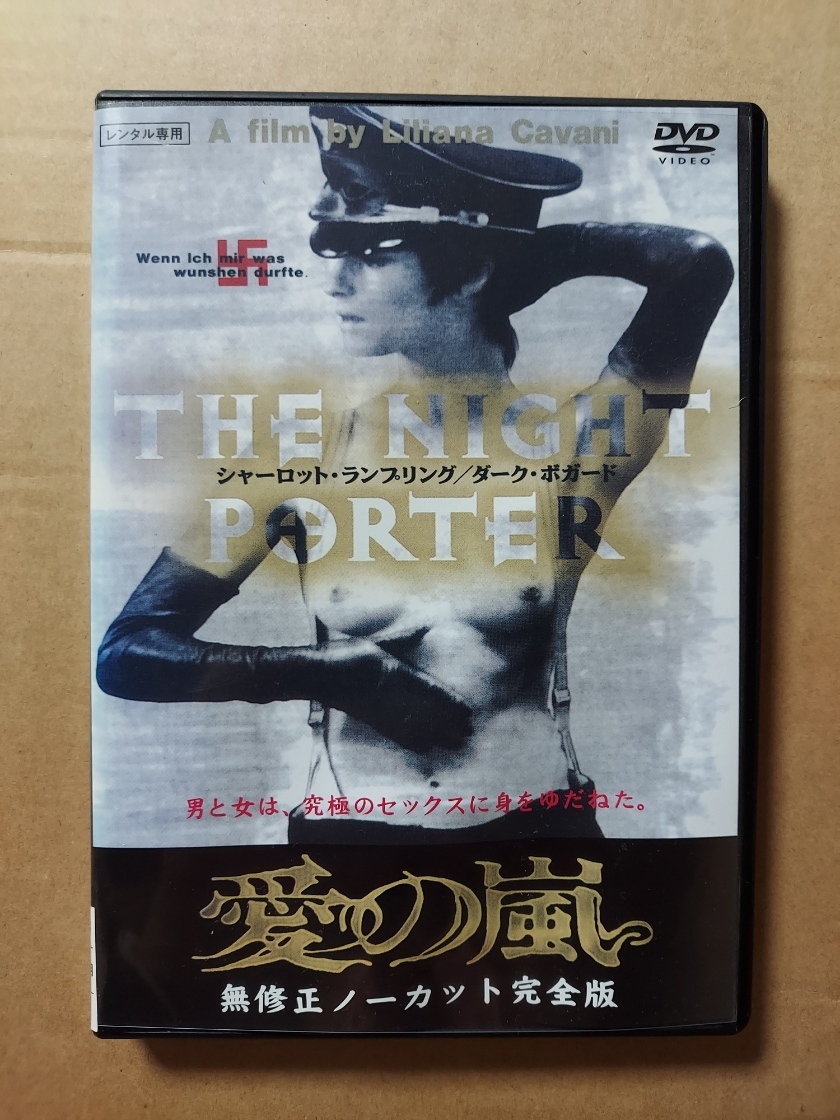 レンタル専用
A film by Liliana Cavani
DVD
VIDEO
Wenn Ich mir was
wunshen durfte.
THE NIGHT
シャーロット・ランプリング／ダーク・ボガード
PORTER
男と女は、究極のセックスに身をゆだねた。
愛の嵐
無修正ノーカット完全版